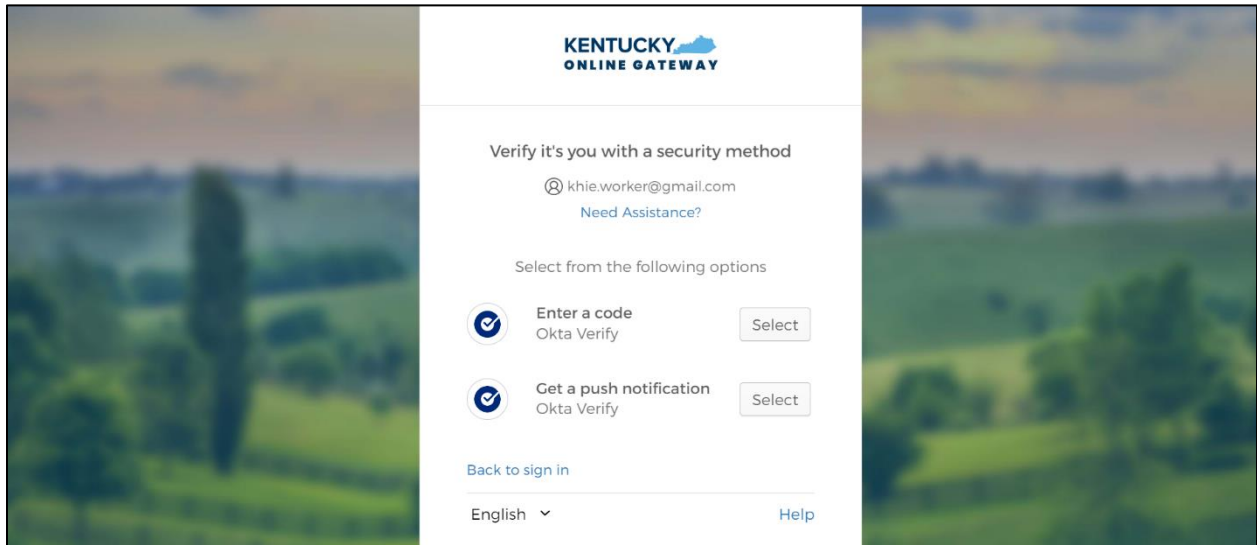 KENTUCKY
ONLINE GATEWAY
Verify it's you with a security method
khie.worker@gmail.com
Need Assistance?
Select from the following options
Enter a code
Okta Verify
Select
Get a push notification
Okta Verify
Select
Back to sign in
English
Help